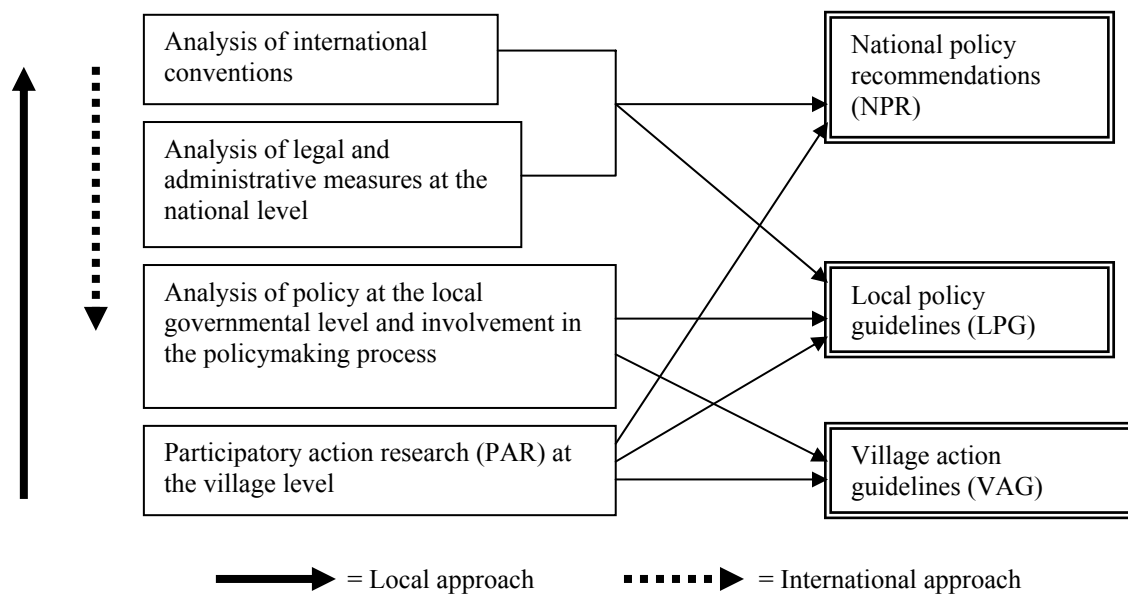 Analysis of international
conventions
Analysis of legal and
administrative measures at the
national level
Analysis of policy at the local
governmental level and involvement in
the policymaking process
Participatory action research (PAR) at
the village level
National policy
recommendations
(NPR)
Local policy
guidelines (LPG)
Village action
guidelines (VAG)
= Local approach
= International approach